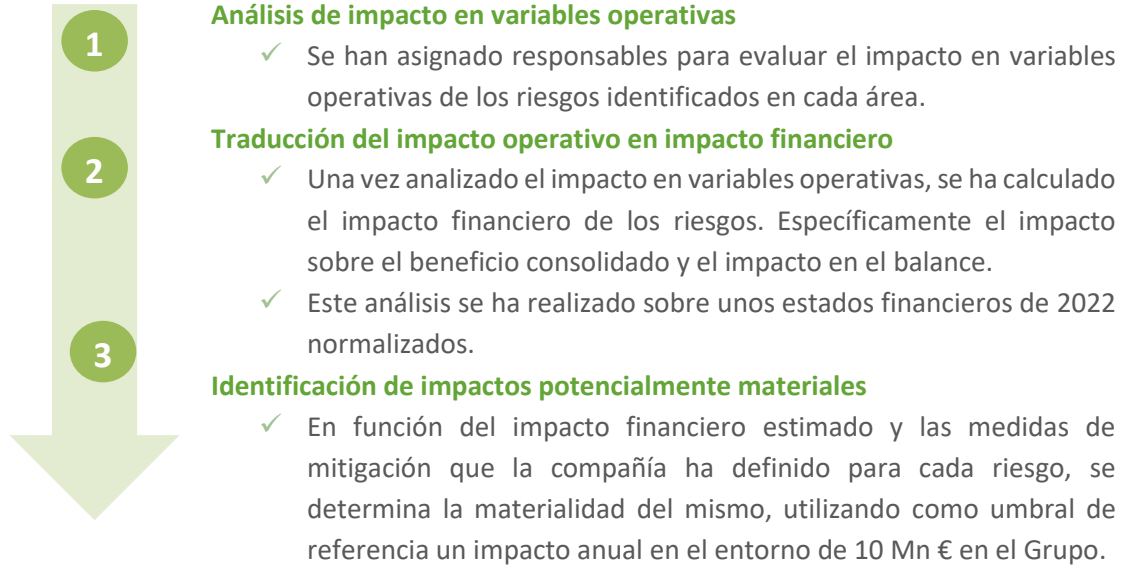 1
Análisis de impacto en variables operativas
✓ Se han asignado responsables para evaluar el impacto en variables
operativas de los riesgos identificados en cada área.
2
Traducción del impacto operativo en impacto financiero
✓ Una vez analizado el impacto en variables operativas, se ha calculado
el impacto financiero de los riesgos. Específicamente el impacto
sobre el beneficio consolidado y el impacto en el balance.
✓ Este análisis se ha realizado sobre unos estados financieros de 2022
normalizados.
3
Identificación de impactos potencialmente materiales
✓ En función del impacto financiero estimado y las medidas de
mitigación que la compañía ha definido para cada riesgo, se
determina la materialidad del mismo, utilizando como umbral de
referencia un impacto anual en el entorno de 10 Mn € en el Grupo.